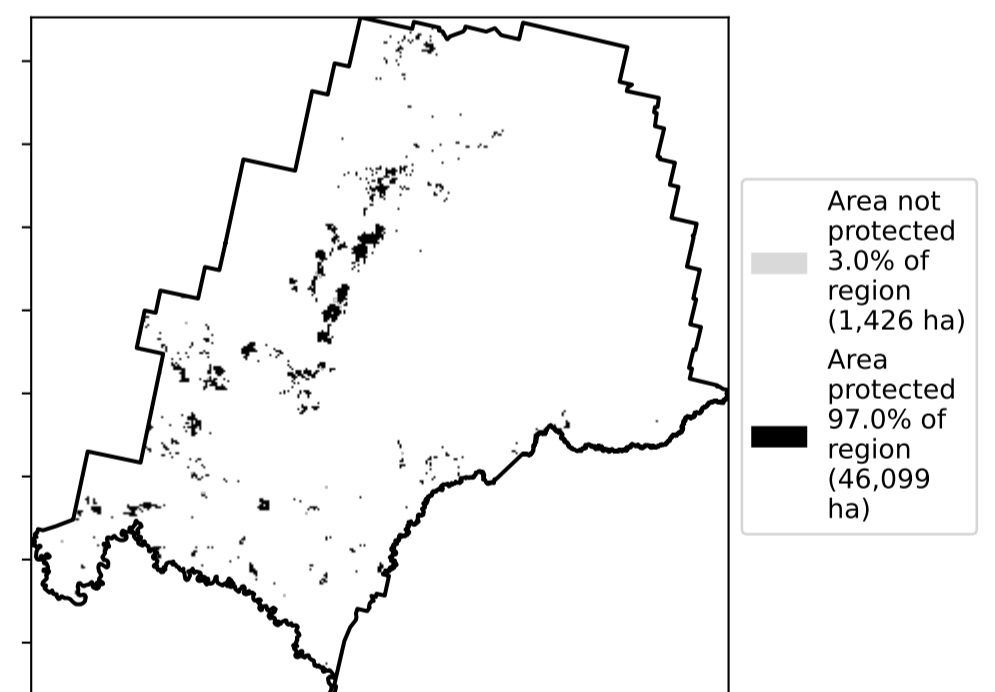 Area not
protected
3.0% of
region
(1,426 ha)
Area
protected
97.0% of
region
(46,099
ha)